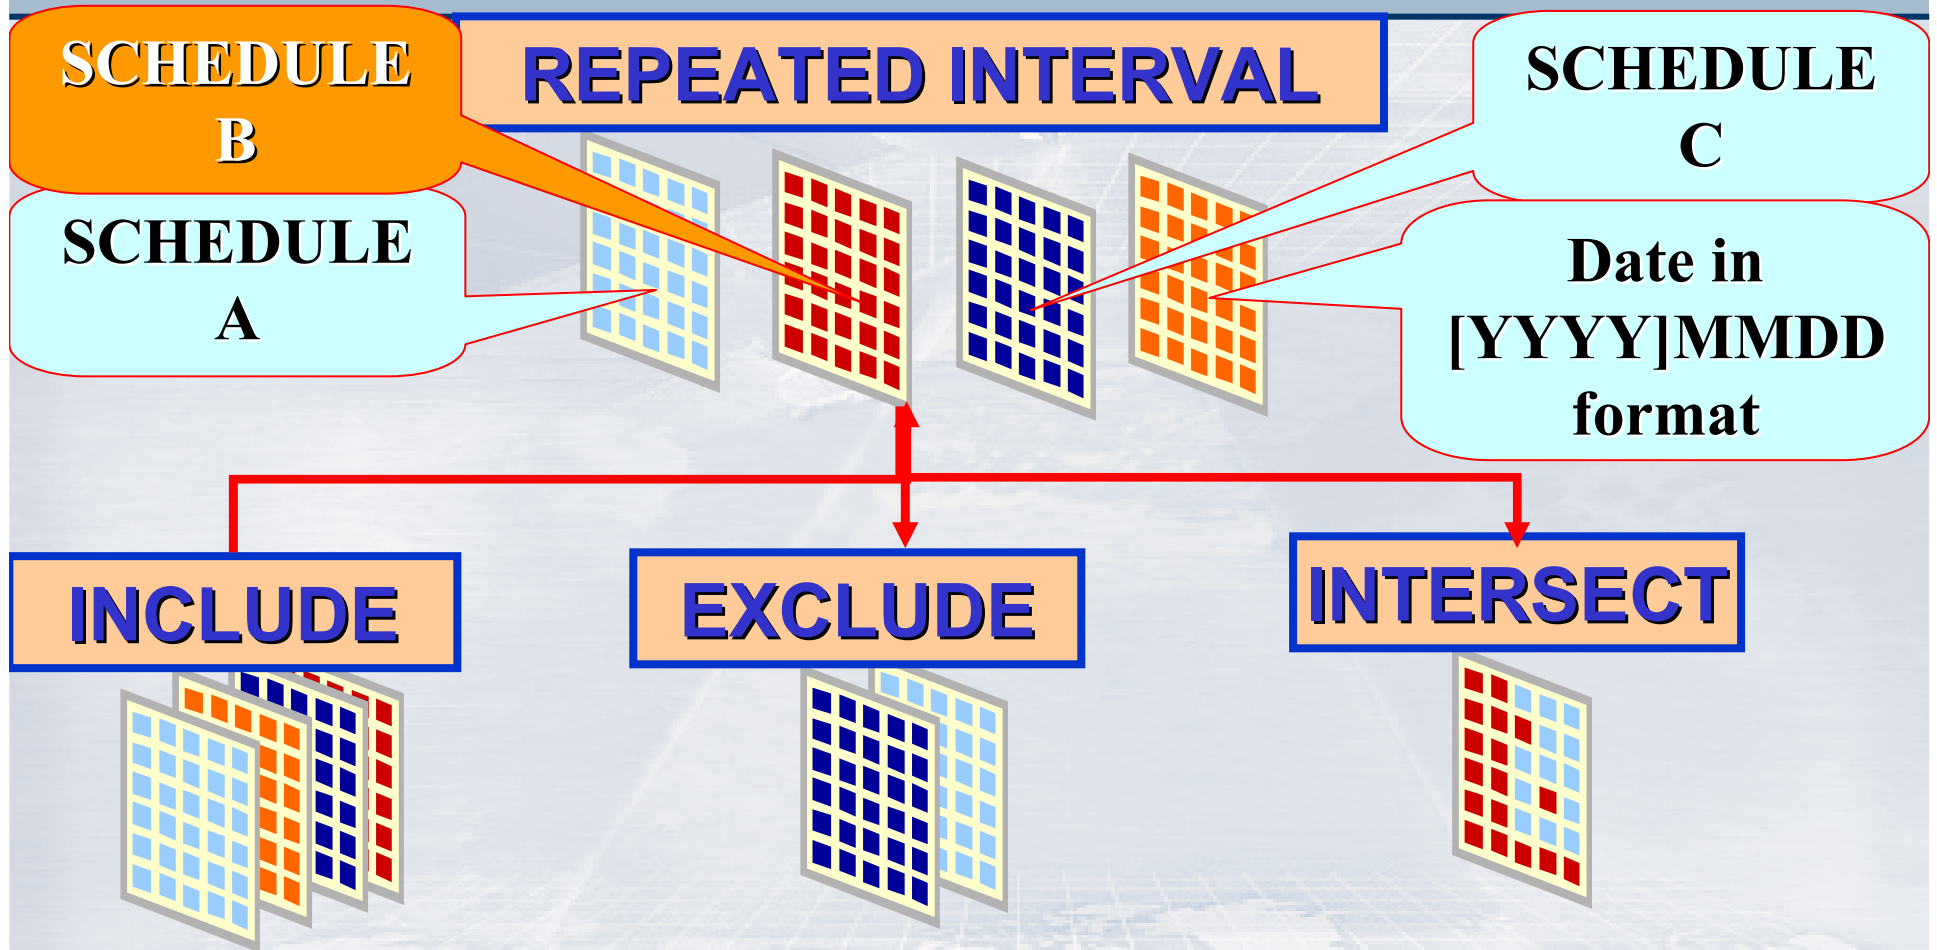 SCHEDULE
B
REPEATED INTERVAL
SCHEDULE
C
SCHEDULE
A
Date in
[YYYY]MMDD
format
INCLUDE
EXCLUDE
INTERSECT